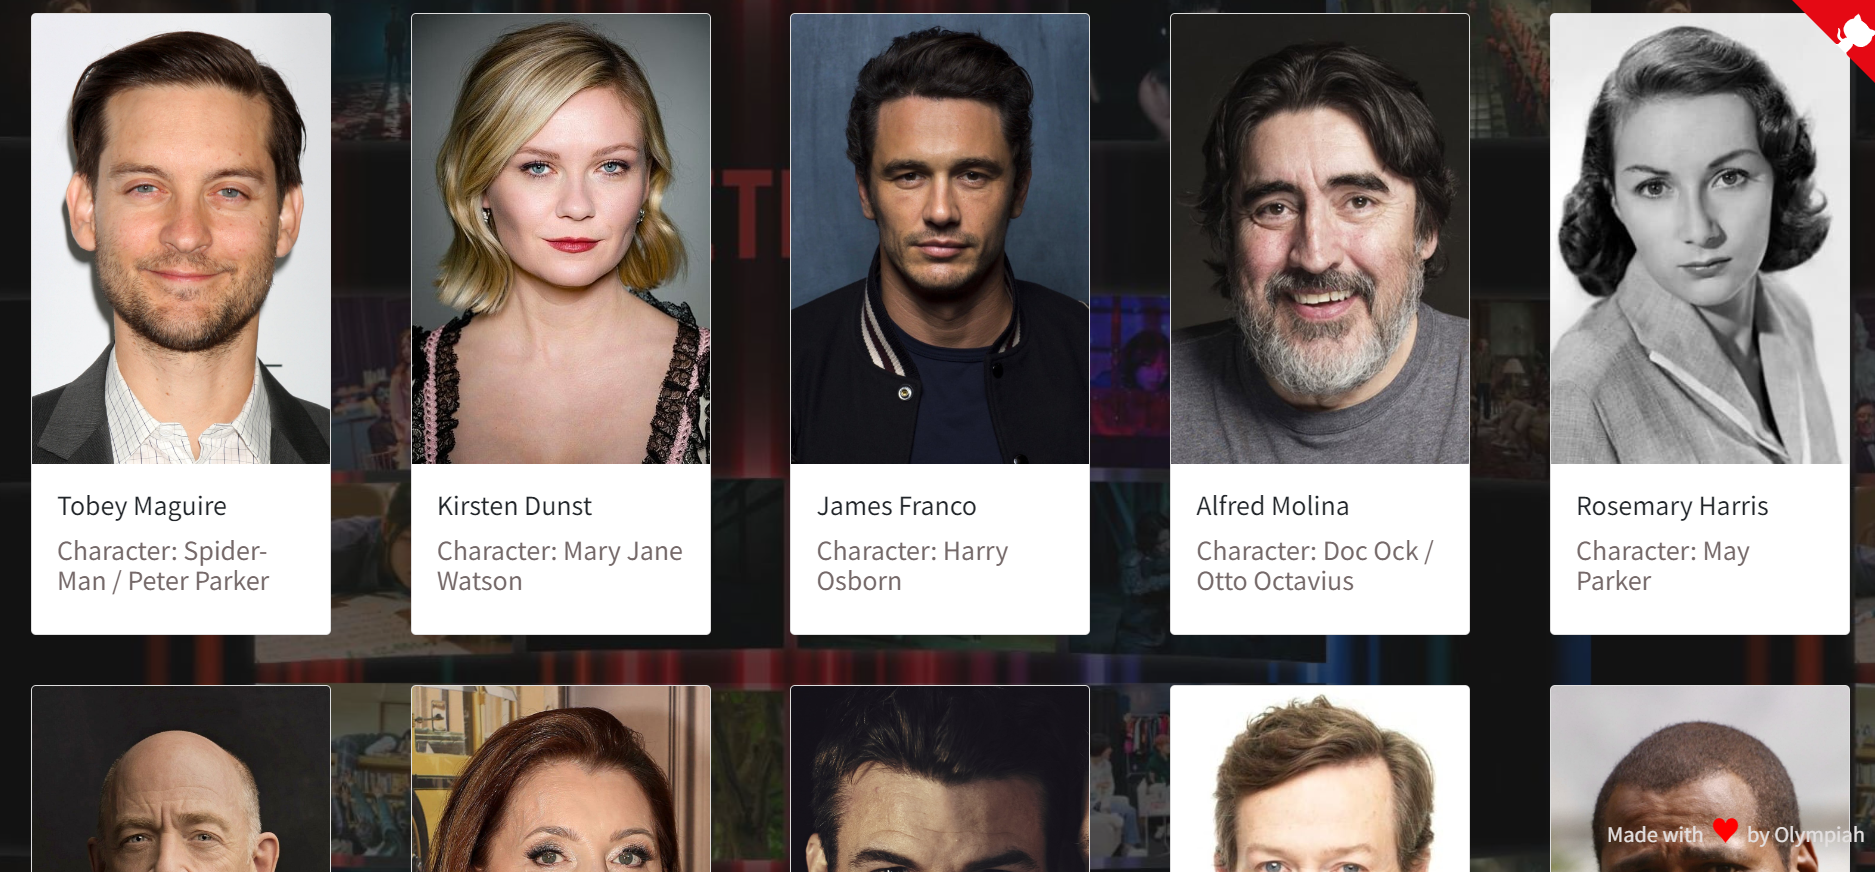 Tobey Maguire
Character: Spider-
Man / Peter Parker
Kirsten Dunst
Character: Mary Jane
Watson
James Franco
Character: Harry
Osborn
Alfred Molina
Character: Doc Ock /
Otto Octavius
Rosemary Harris
Character: May
Parker
Made with ♥ by Olympiah